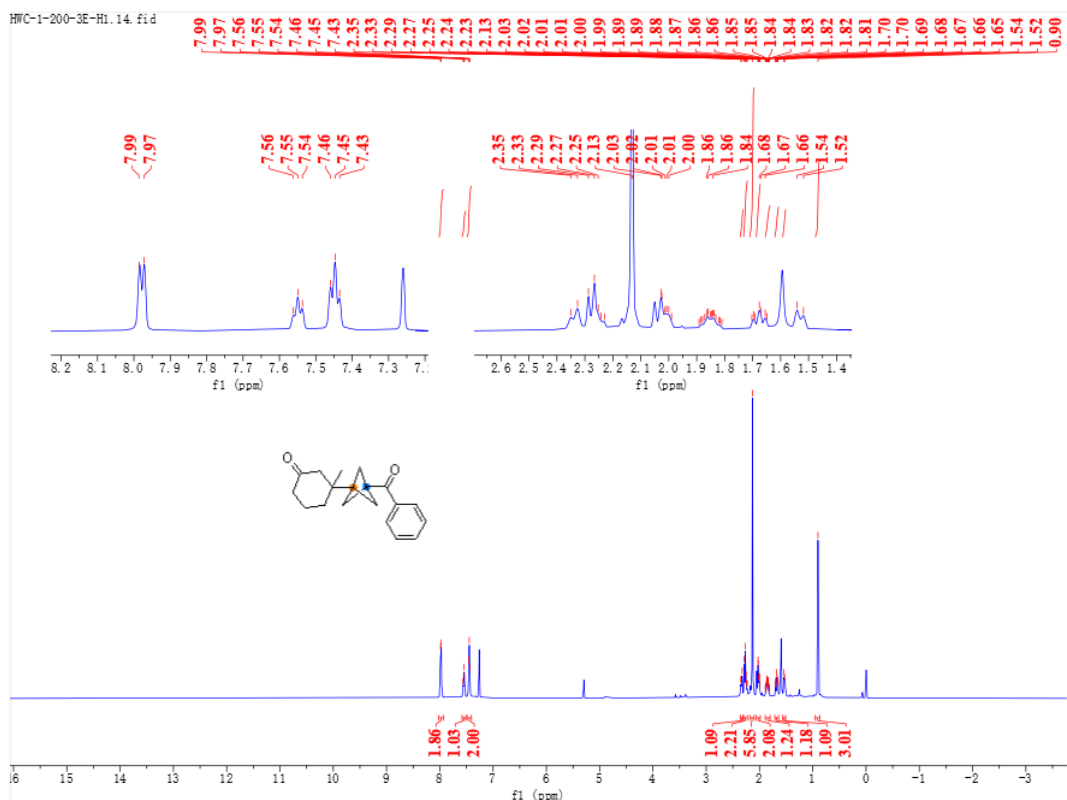 HWC-1-200-3E-H1.14.fid
7.99 7.97 7.56 7.55 7.54 7.46 7.45 7.43 2.35 2.33 2.29 2.27 2.25 2.24 2.23 2.13 2.03 2.02 2.01 2.01 2.00 1.99 1.89 1.89 1.88 1.87 1.86 1.86 1.85 1.85 1.84 1.84 1.83 1.82 1.82 1.81 1.70 1.70 1.69 1.68 1.67 1.66 1.65 1.54 1.52 0.90
7.99 7.97 7.56 7.55 7.54 7.46 7.45 7.43
2.35 2.33 2.29 2.27 2.25 2.13 2.03 2.02 2.01 2.01 2.00 1.86 1.86 1.84 1.68 1.67 1.66 1.54 1.52
8.2 8.1 8.0 7.9 7.8 7.7 7.6 7.5 7.4 7.3 7.
f1 (ppm)
2.6 2.5 2.4 2.3 2.2 2.1 2.0 1.9 1.8 1.7 1.6 1.5 1.4
f1 (ppm)
O
O
1.86 1.03 2.00 1.09 2.21 5.85 2.08 1.24 1.18 1.09 3.01
16 15 14 13 12 11 10 9 8 7 6 5 4 3 2 1 0 -1 -2 -3
f1 (ppm)